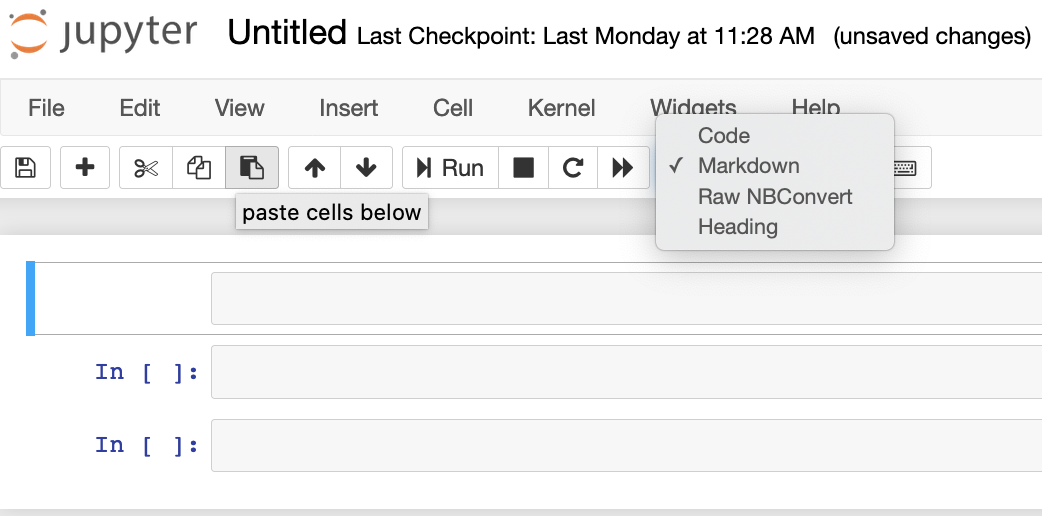 jupyter Untitled Last Checkpoint: Last Monday at 11:28 AM (unsaved changes)
File Edit View Insert Cell Kernel Widgets Help
Run
Code
✓ Markdown
Raw NBConvert
Heading
paste cells below
In [ ]:
In [ ]: